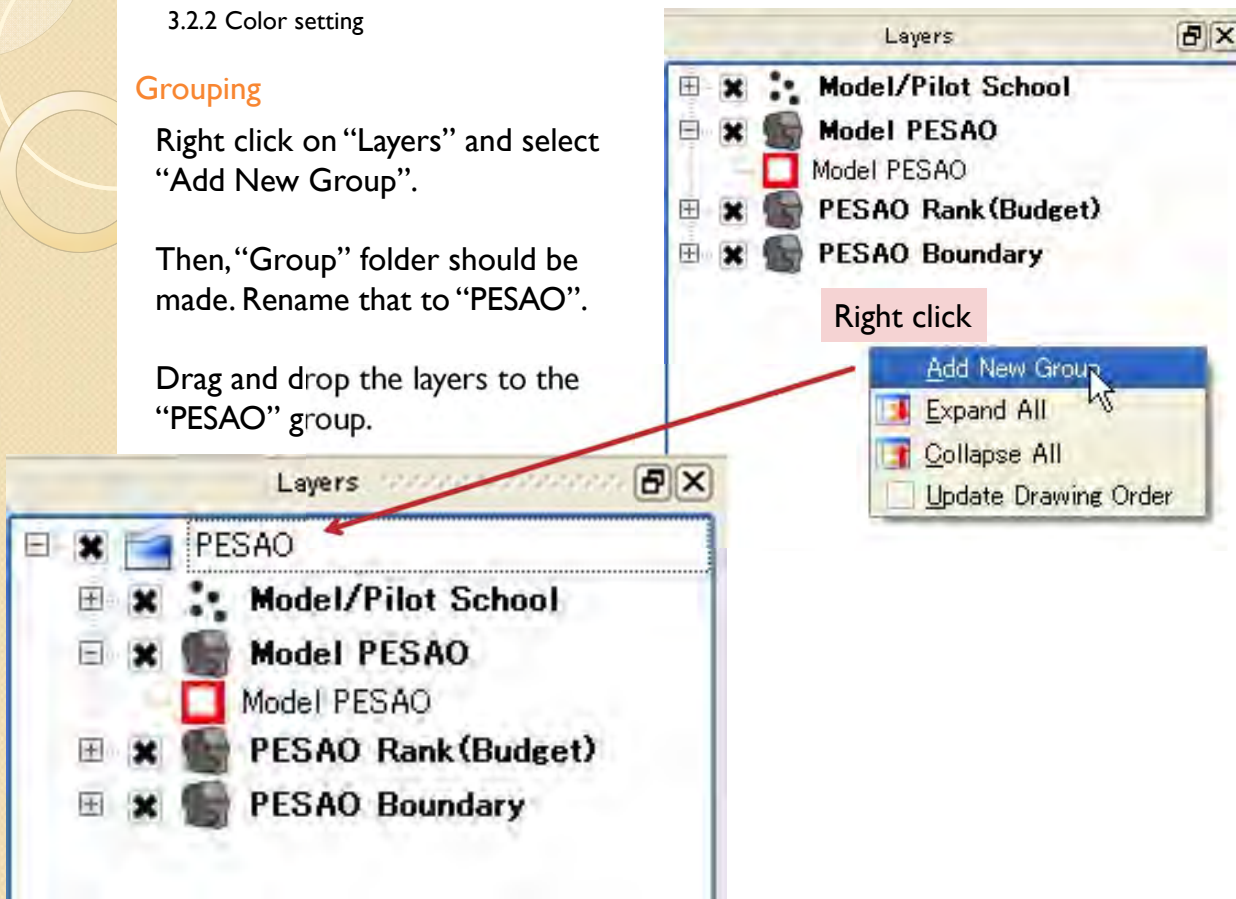 3.2.2 Color setting
Grouping
Right click on “Layers” and select
“Add New Group”.
Then, “Group” folder should be
made. Rename that to “PESAO”.
Drag and drop the layers to the
“PESAO” group.
Layers
Model/Pilot School
Model PESAO
Model PESAO
PESAO Rank(Budget)
PESAO Boundary
Right click
Add New Group
Expand All
Collapse All
Update Drawing Order
Layers
PESAO
Model/Pilot School
Model PESAO
Model PESAO
PESAO Rank(Budget)
PESAO Boundary